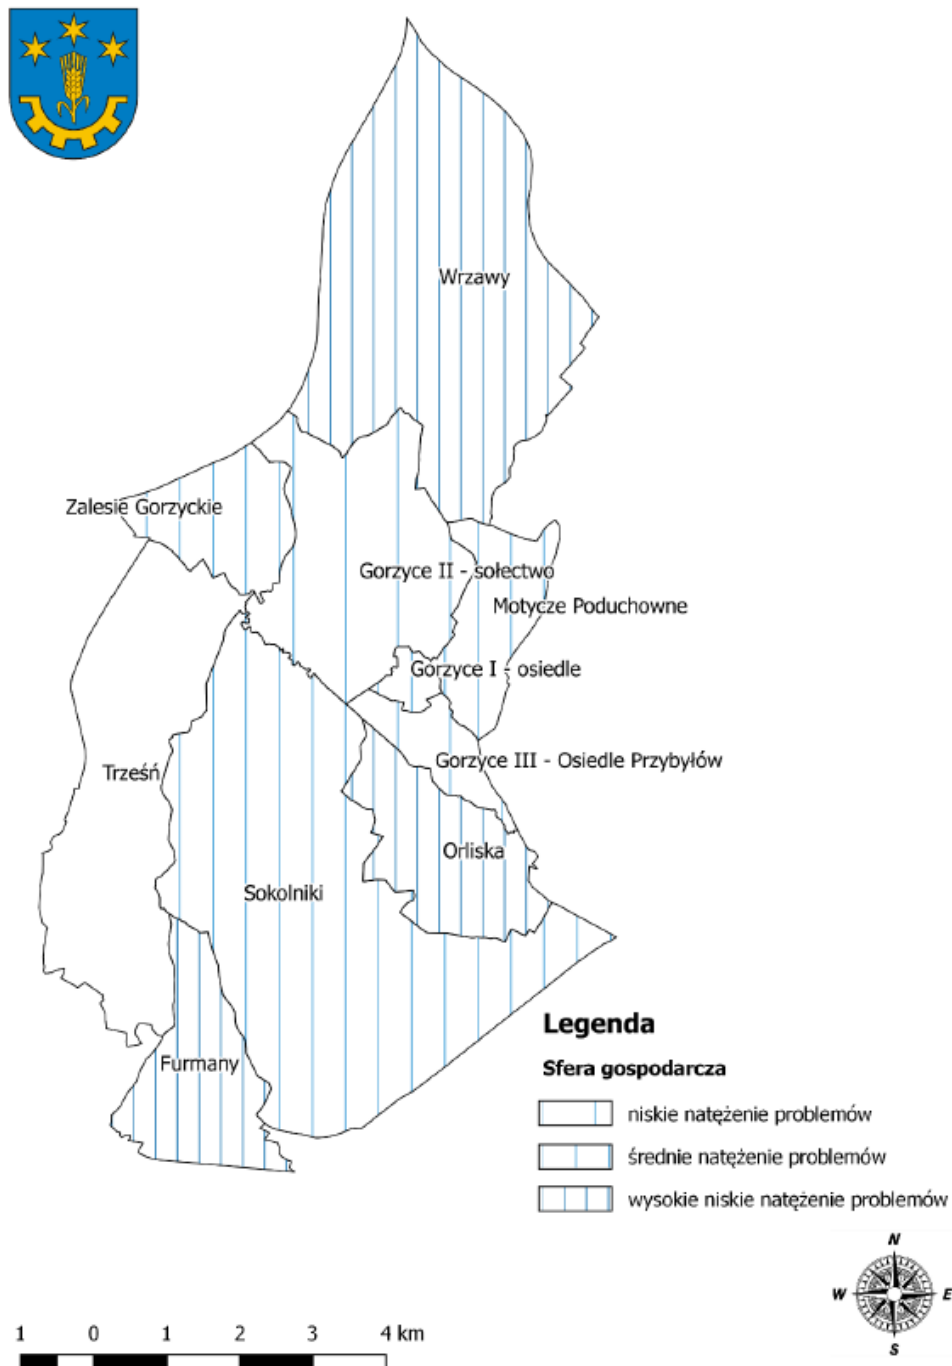 Wrzawy
Zalesie Gorzyckie
Gorzyce II - sołectwo
Motycze Poduchowne
Gorzyce I - osiedle
Gorzyce III - Osiedle Przybyłów
Trześń
Orliska
Sokolniki
Furmany
Legenda
Sfera gospodarcza
niskie natężenie problemów
średnie natężenie problemów
wysokie niskie natężenie problemów
N
W E
S
1 0 1 2 3 4 km